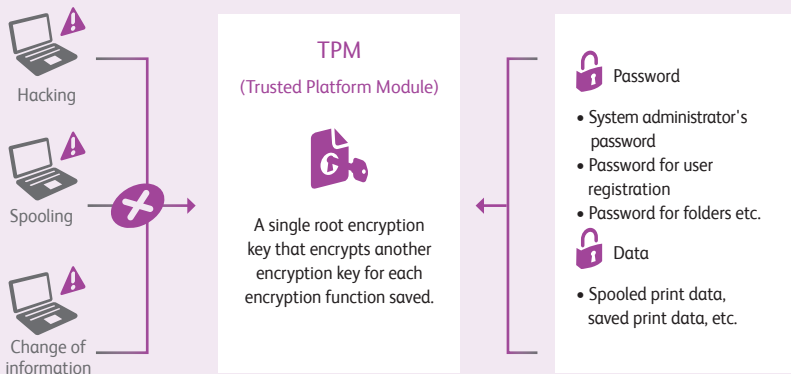 Hacking
Spooling
Change of
information
TPM
(Trusted Platform Module)
A single root encryption
key that encrypts another
encryption key for each
encryption function saved.
Password
• System administrator's
password
• Password for user
registration
• Password for folders etc.
Data
• Spooled print data,
saved print data, etc.